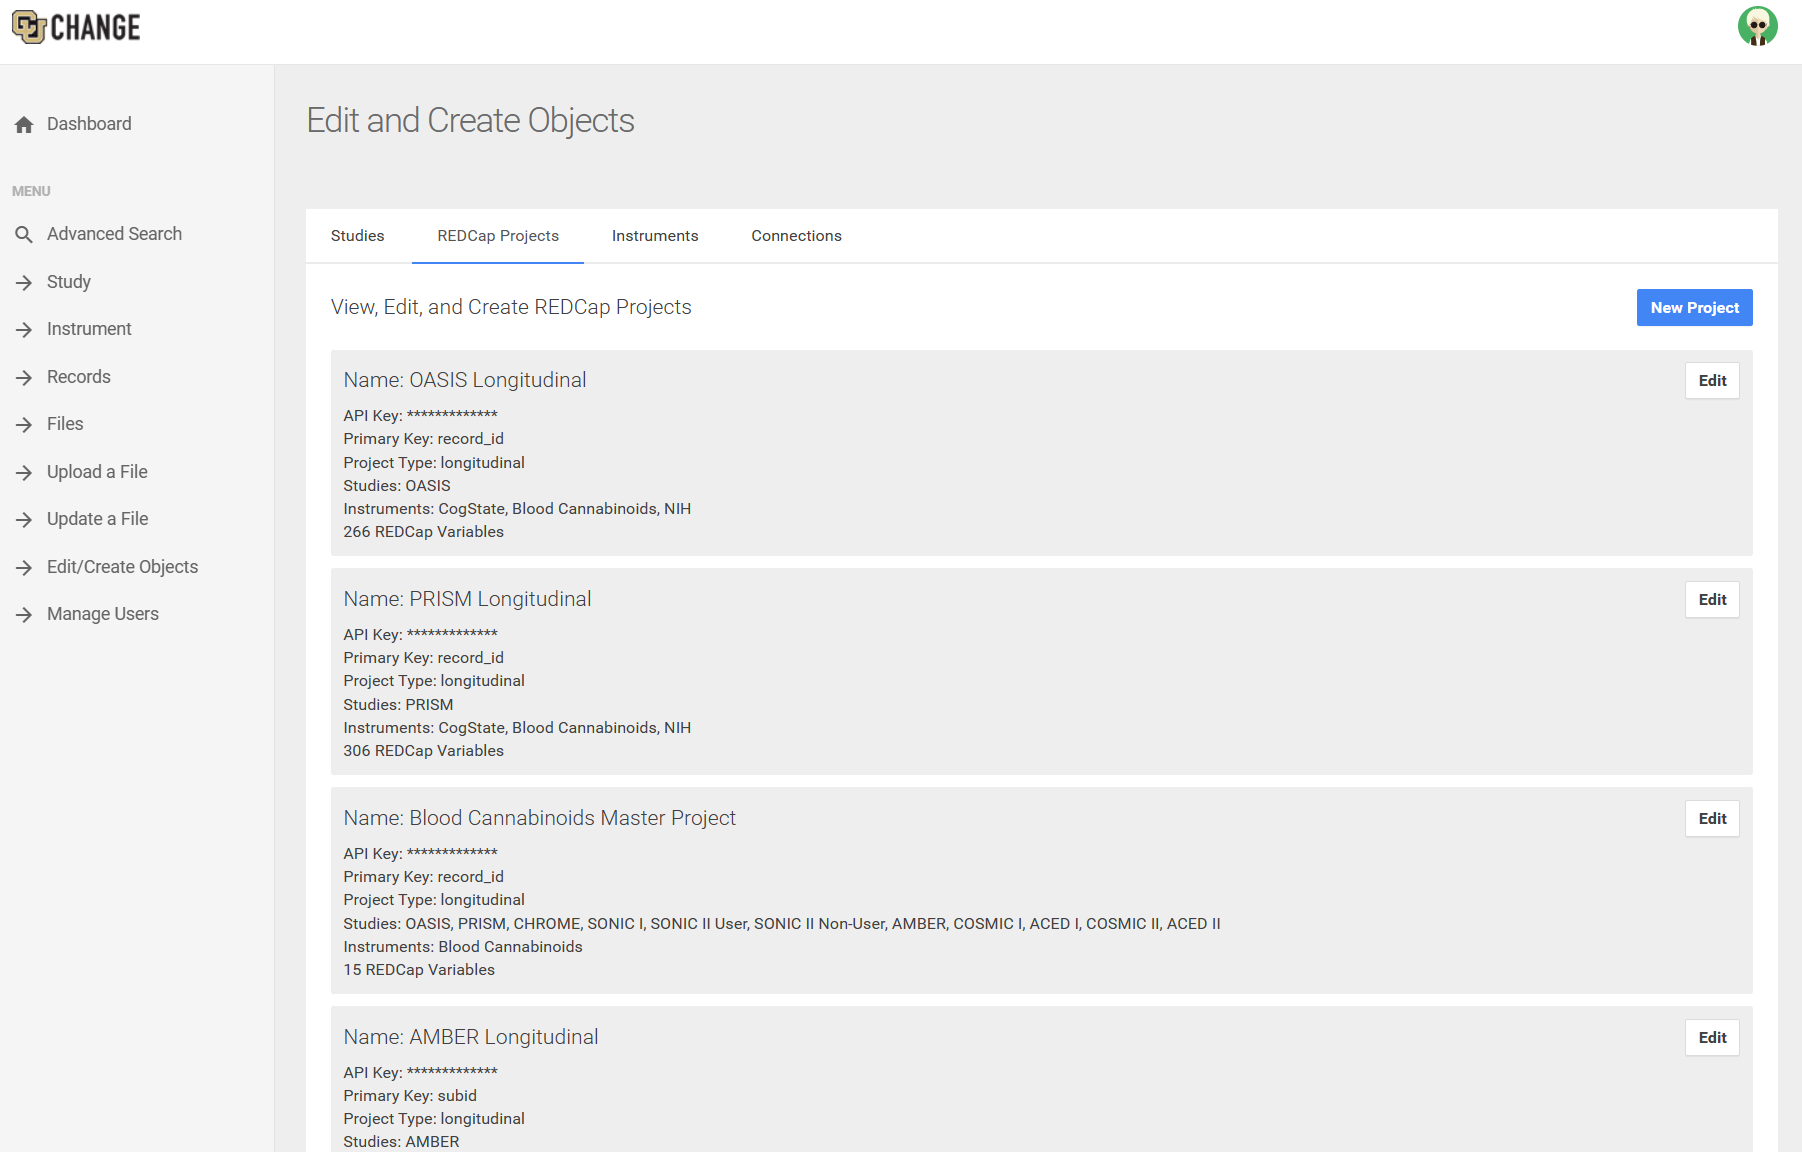 CU CHANGE
Dashboard
MENU
Advanced Search
Study
Instrument
Records
Files
Upload a File
Update a File
Edit/Create Objects
Manage Users
Edit and Create Objects
Studies REDCap Projects Instruments Connections
View, Edit, and Create REDCap Projects New Project
Name: OASIS Longitudinal Edit
API Key: *************
Primary Key: record_id
Project Type: longitudinal
Studies: OASIS
Instruments: CogState, Blood Cannabinoids, NIH
266 REDCap Variables
Name: PRISM Longitudinal Edit
API Key: *************
Primary Key: record_id
Project Type: longitudinal
Studies: PRISM
Instruments: CogState, Blood Cannabinoids, NIH
306 REDCap Variables
Name: Blood Cannabinoids Master Project Edit
API Key: *************
Primary Key: record_id
Project Type: longitudinal
Studies: OASIS, PRISM, CHROME, SONIC I, SONIC II User, SONIC II Non-User, AMBER, COSMIC I, ACED I, COSMIC II, ACED II
Instruments: Blood Cannabinoids
15 REDCap Variables
Name: AMBER Longitudinal Edit
API Key: *************
Primary Key: subid
Project Type: longitudinal
Studies: AMBER